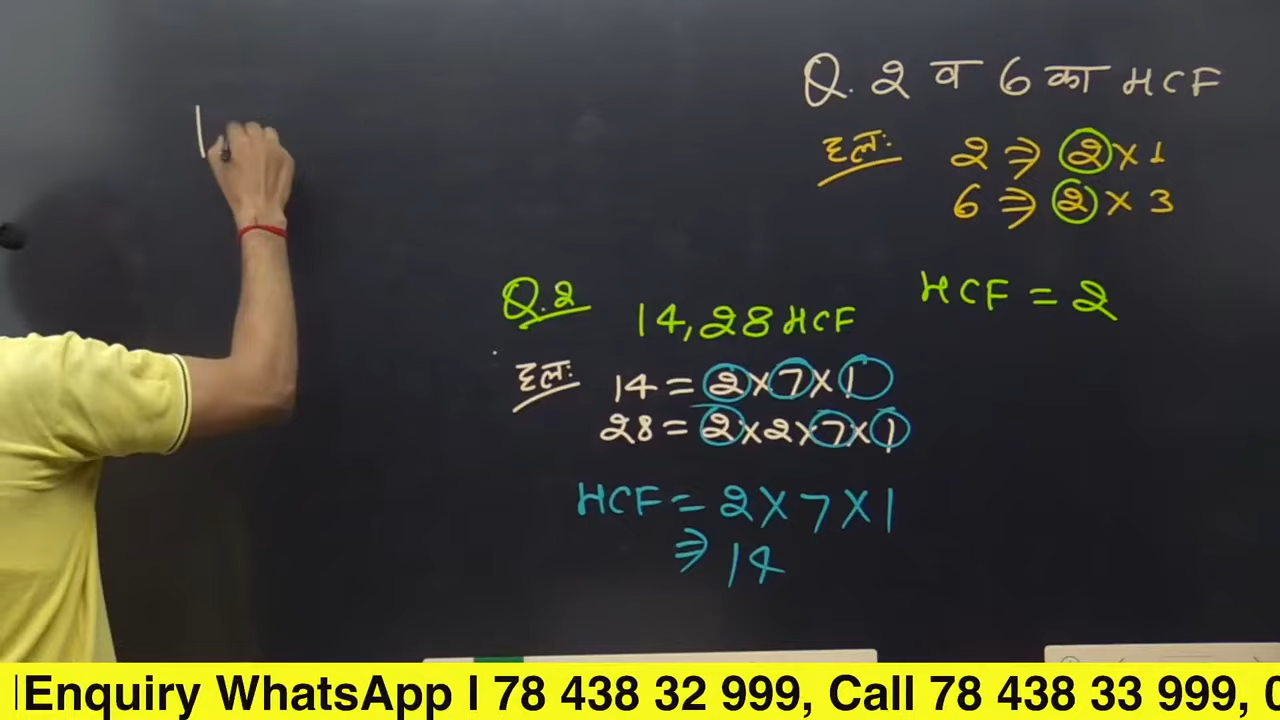 Q. 2 व 6 का HCF
हल:
2 ⇒ 2 × 1
6 ⇒ 2 × 3
HCF = 2
Q.2
14, 28 HCF
हल:
14 = 2 × 7 × 1
28 = 2 × 2 × 7 × 1
HCF = 2 × 7 × 1
⇒ 14
Enquiry WhatsApp I 78 438 32 999, Call 78 438 33 999,